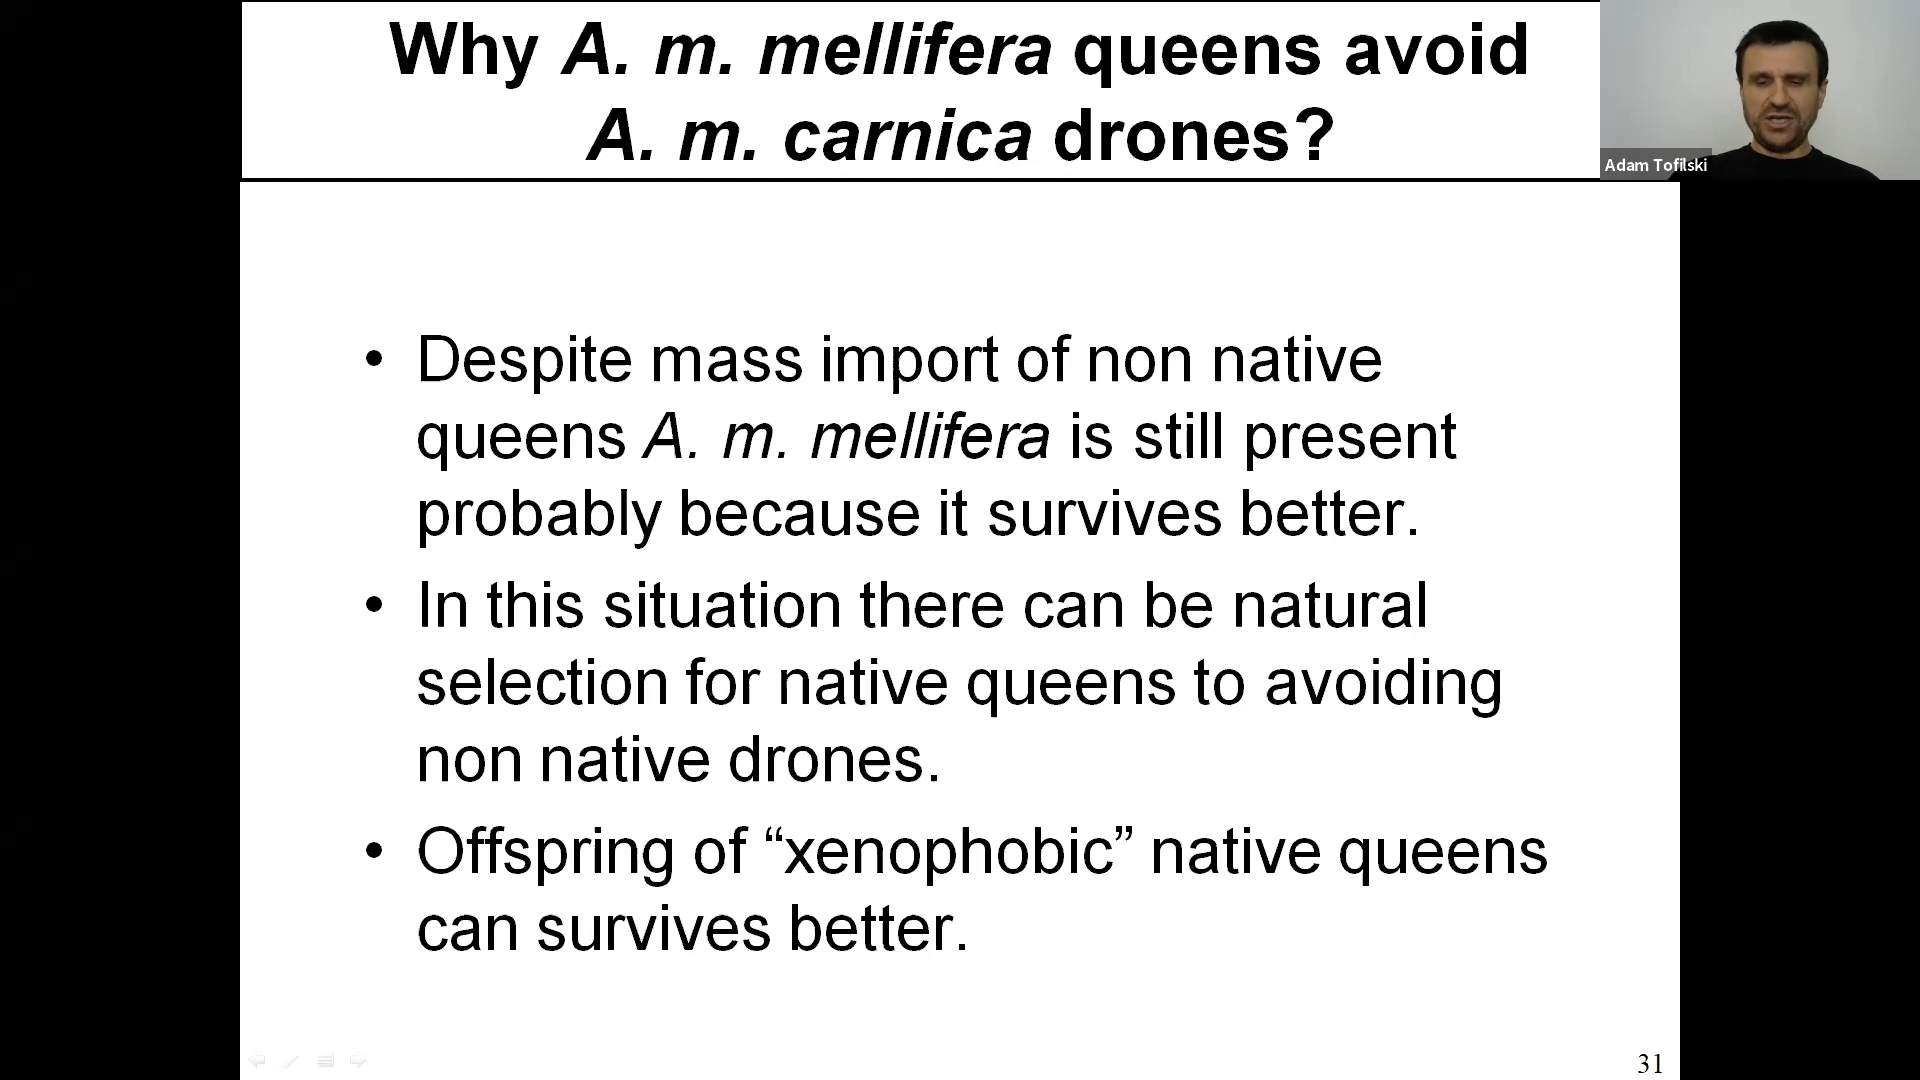 Why A. m. mellifera queens avoid
A. m. carnica drones?
Adam Tofilski
• Despite mass import of non native
queens A. m. mellifera is still present
probably because it survives better.
• In this situation there can be natural
selection for native queens to avoiding
non native drones.
• Offspring of “xenophobic” native queens
can survives better.
31